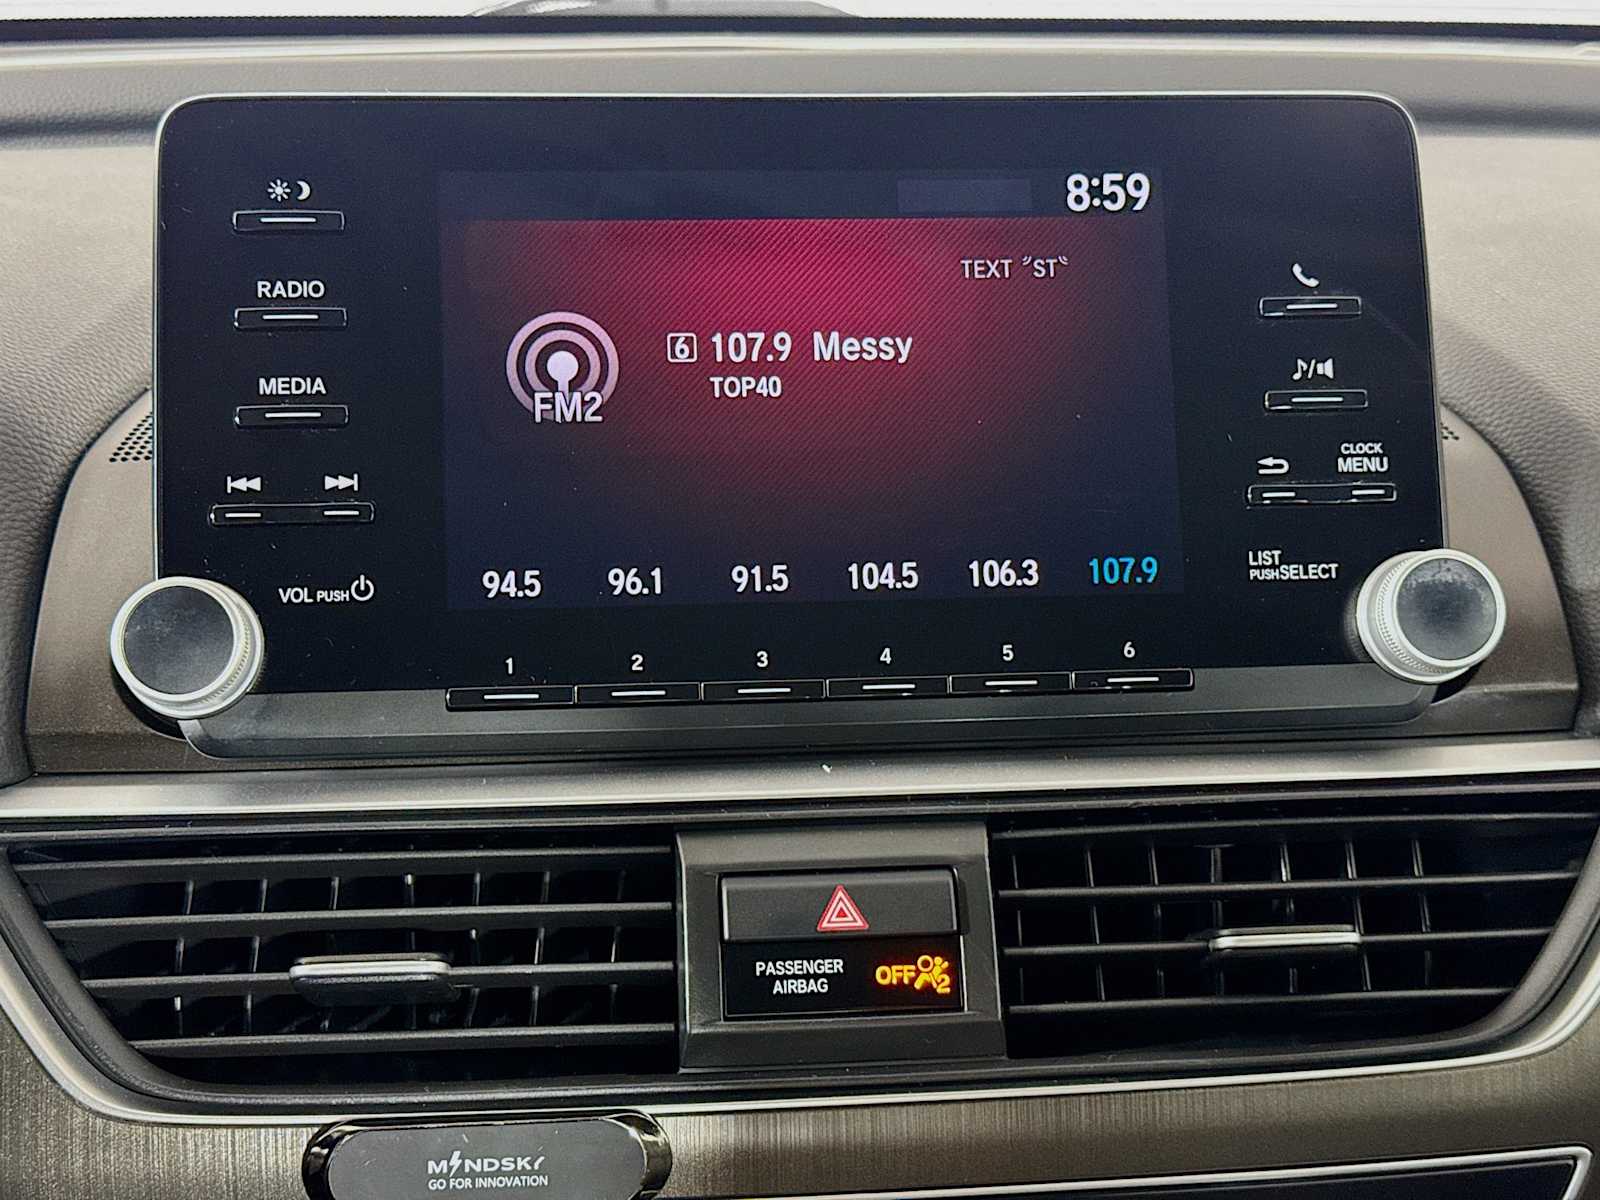 8:59
RADIO
MEDIA
VOL PUSH
TEXT "ST"
6 107.9 Messy
TOP40
FM2
94.5 96.1 91.5 104.5 106.3 107.9
1 2 3 4 5 6
CLOCK
MENU
LIST
PUSH SELECT
PASSENGER
AIRBAG
OFF 2
MINDSKY
GO FOR INNOVATION